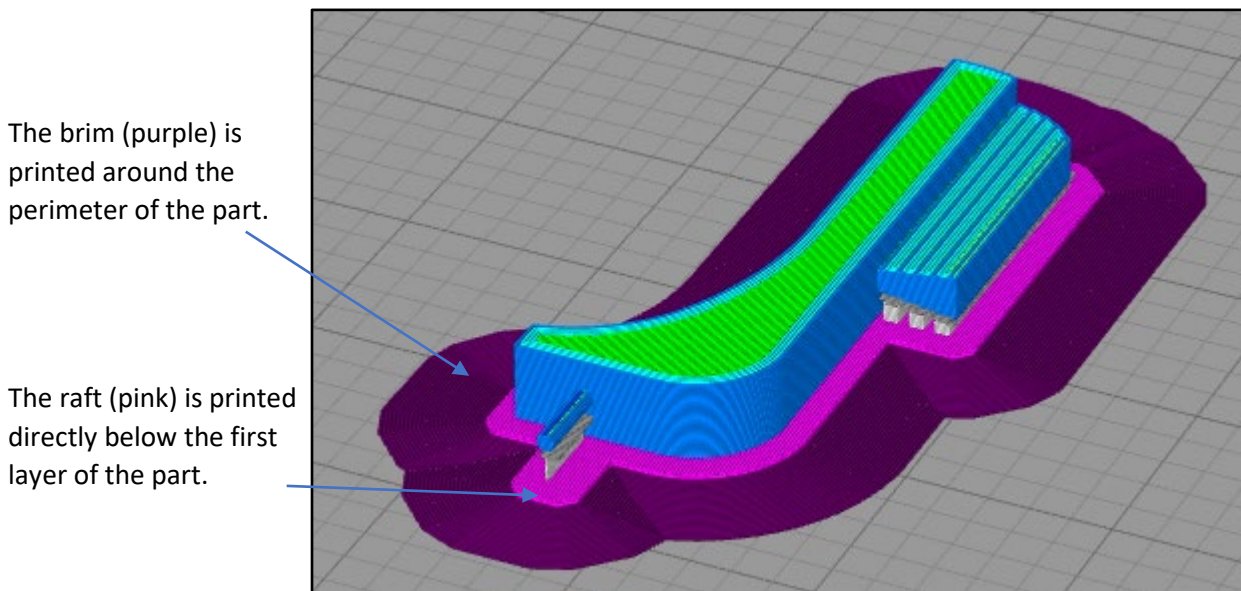 The brim (purple) is
printed around the
perimeter of the part.
The raft (pink) is printed
directly below the first
layer of the part.